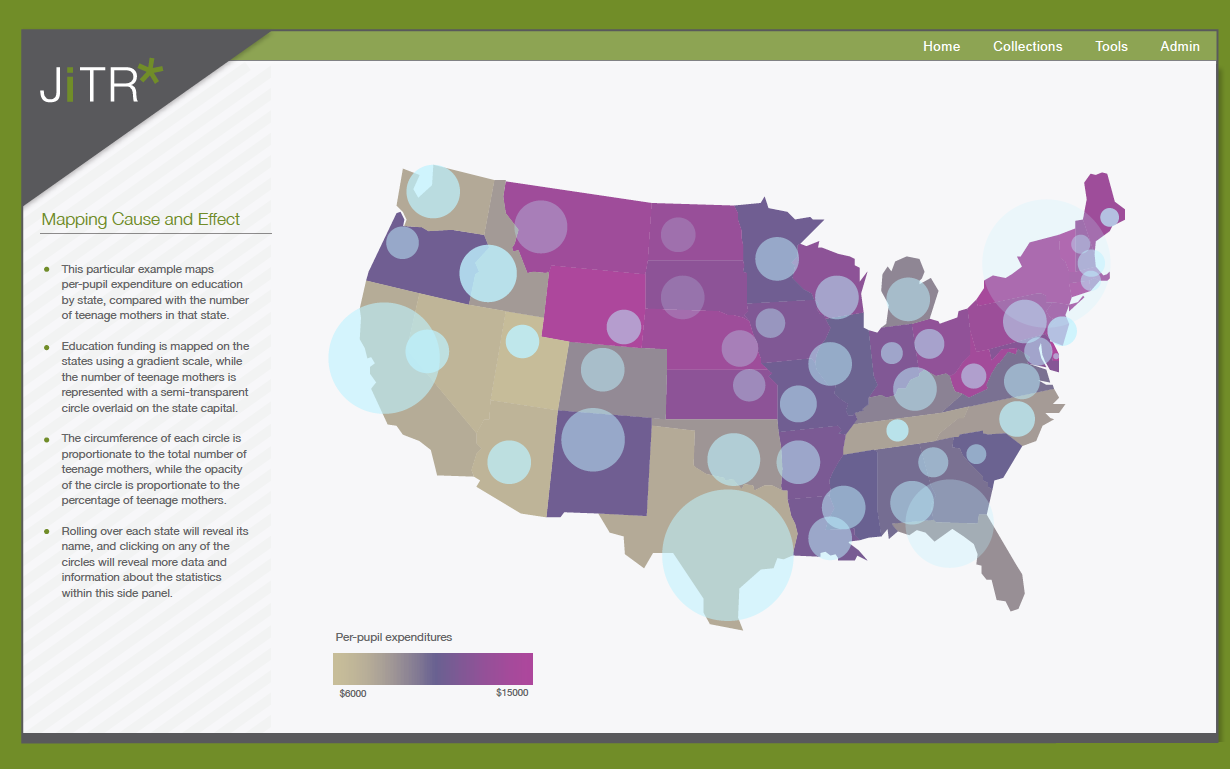 Home Collections Tools Admin
JiTR*
Mapping Cause and Effect
• This particular example maps
per-pupil expenditure on education
by state, compared with the number
of teenage mothers in that state.
• Education funding is mapped on the
states using a gradient scale, while
the number of teenage mothers is
represented with a semi-transparent
circle overlaid on the state capital.
• The circumference of each circle is
proportionate to the total number of
teenage mothers, while the opacity
of the circle is proportionate to the
percentage of teenage mothers.
• Rolling over each state will reveal its
name, and clicking on any of the
circles will reveal more data and
information about the statistics
within this side panel.
Per-pupil expenditures
$6000 $15000